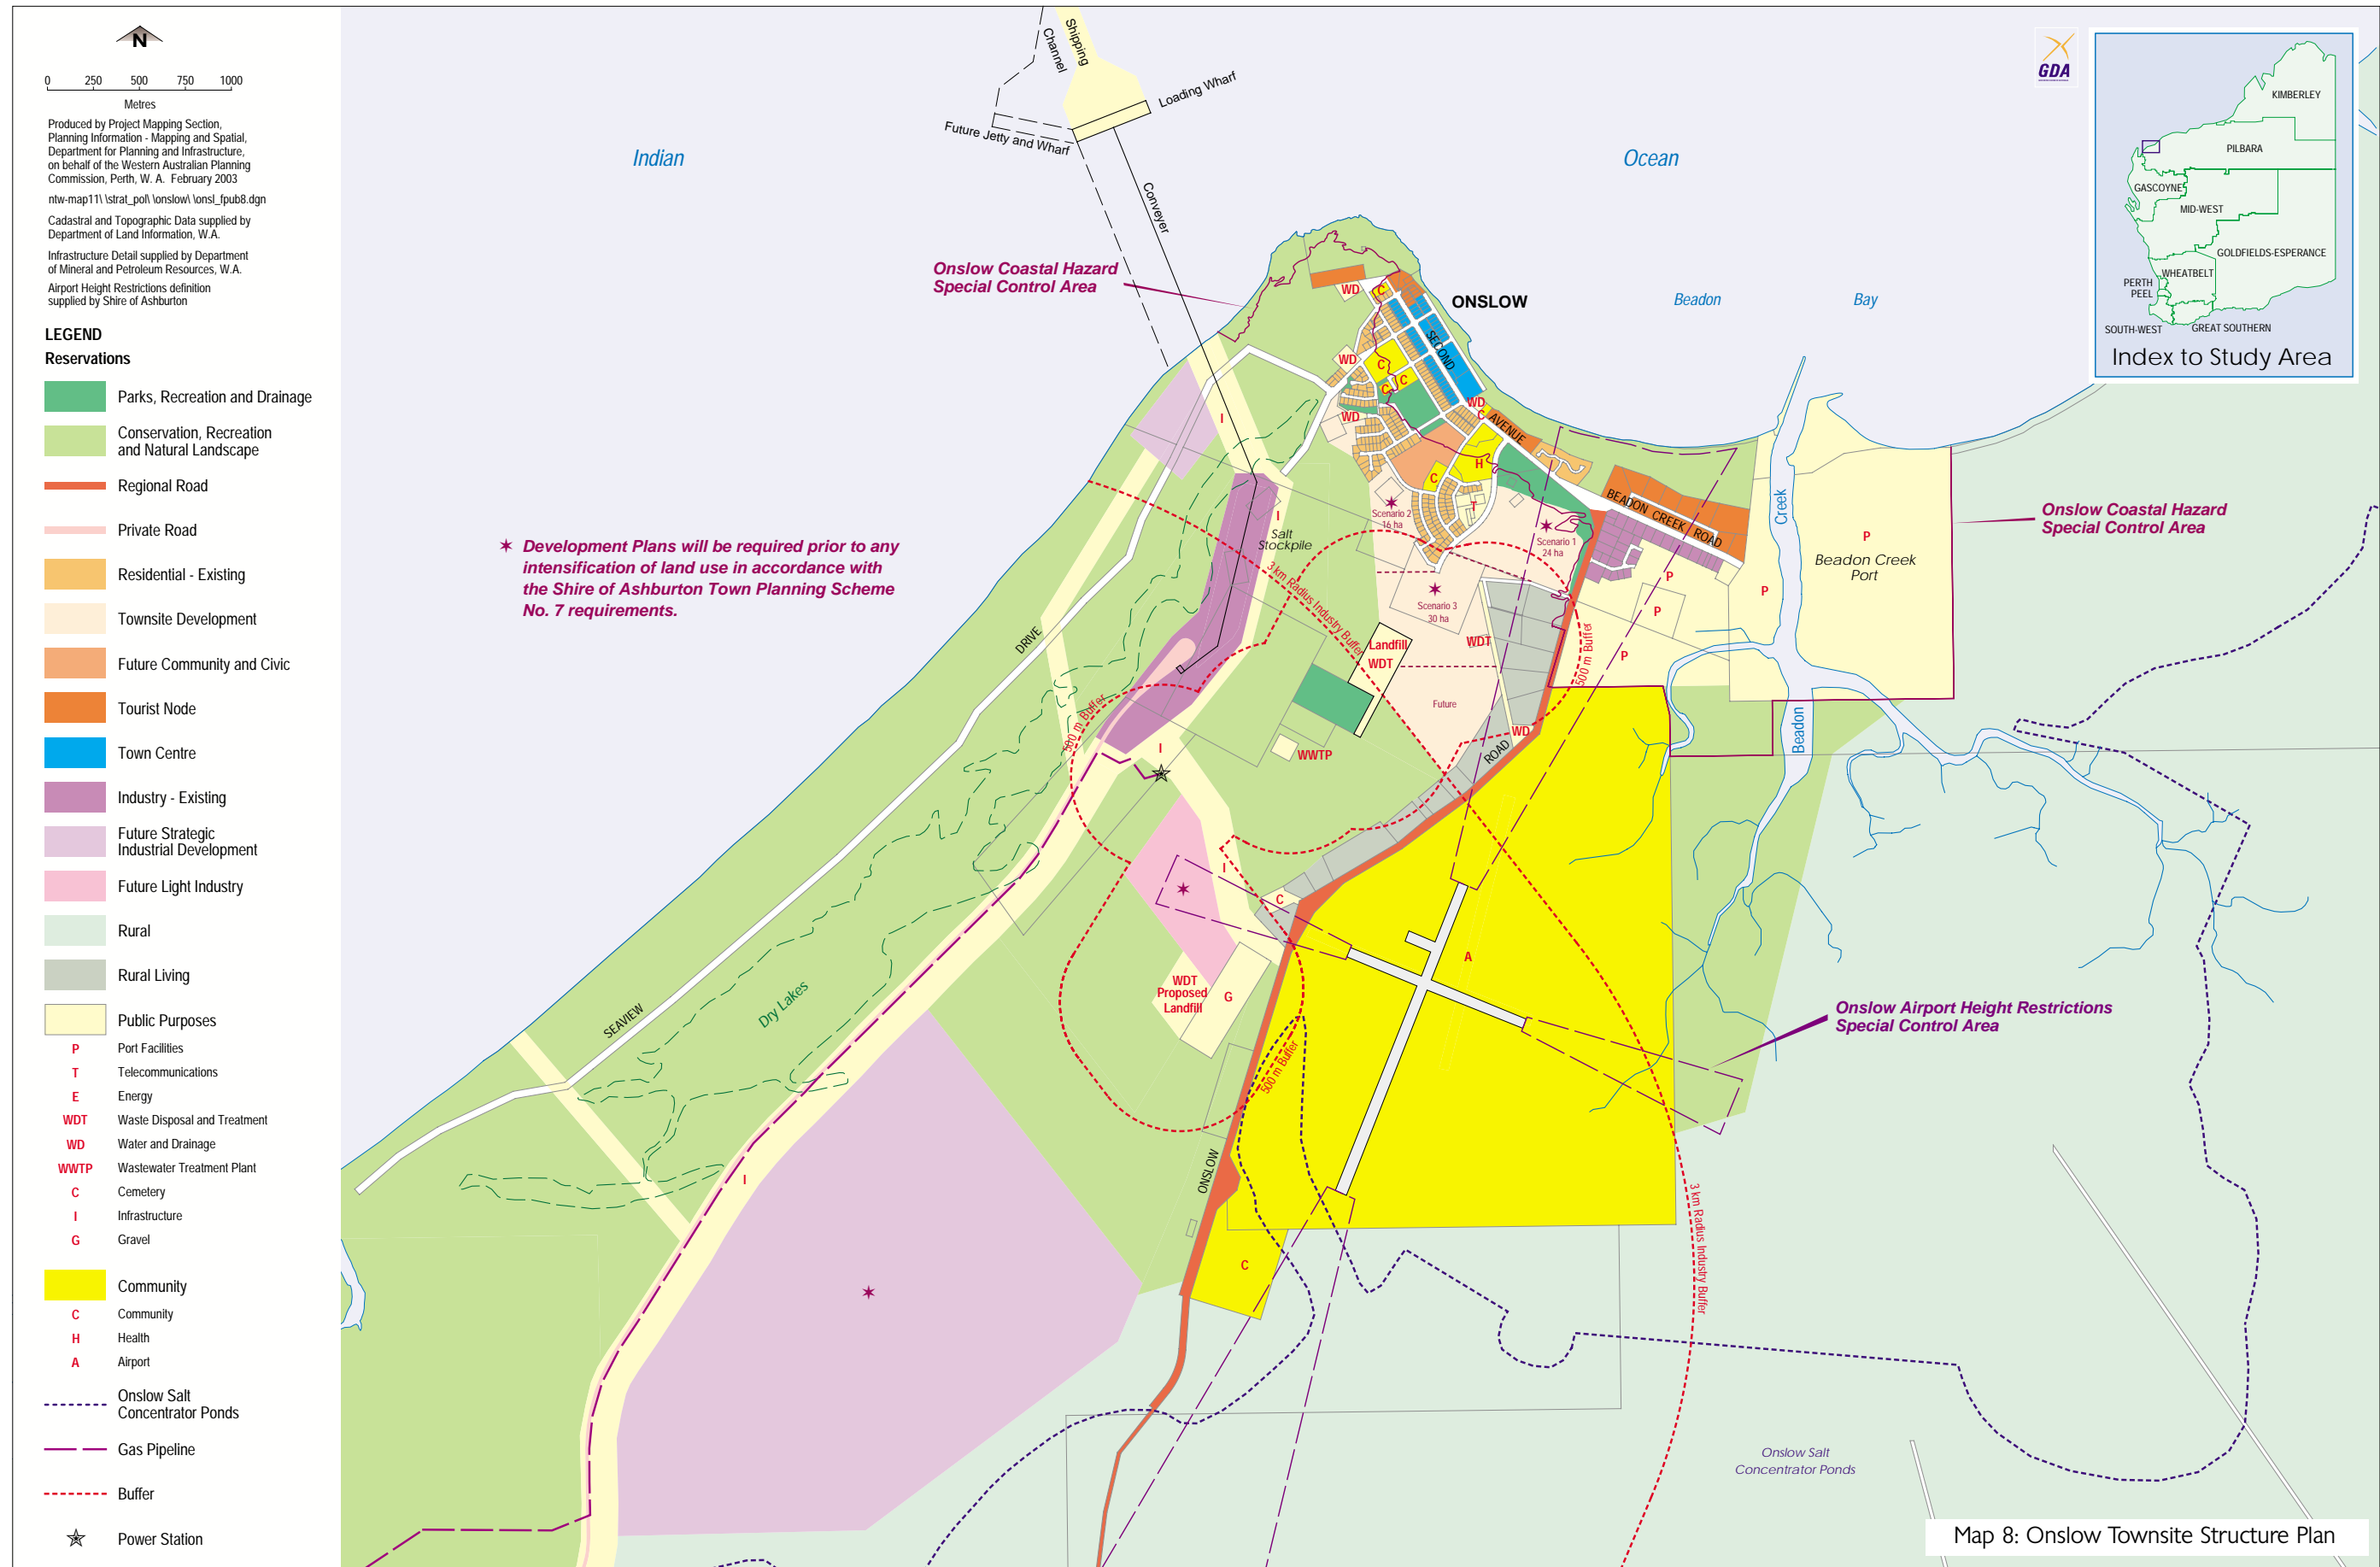 N
0 250 500 750 1000
Metres
Produced by Project Mapping Section,
Planning Information - Mapping and Spatial,
Department for Planning and Infrastructure,
on behalf of the Western Australian Planning
Commission, Perth, W. A. February 2003
ntw-map11\ \strat_pol\ \onslow\ \onsl_fpub8.dgn
Cadastral and Topographic Data supplied by
Department of Land Information, W.A.
Infrastructure Detail supplied by Department
of Mineral and Petroleum Resources, W.A.
Airport Height Restrictions definition
supplied by Shire of Ashburton
LEGEND
Reservations
Parks, Recreation and Drainage
Conservation, Recreation
and Natural Landscape
Regional Road
Private Road
Residential - Existing
Townsite Development
Future Community and Civic
Tourist Node
Town Centre
Industry - Existing
Future Strategic
Industrial Development
Future Light Industry
Rural
Rural Living
Public Purposes
P Port Facilities
T Telecommunications
E Energy
WDT Waste Disposal and Treatment
WD Water and Drainage
WWTP Wastewater Treatment Plant
C Cemetery
I Infrastructure
G Gravel
Community
C Community
H Health
A Airport
Onslow Salt
Concentrator Ponds
Gas Pipeline
Buffer
Power Station
Shipping
Channel
Loading Wharf
Future Jetty and Wharf
Conveyer
Indian
Ocean
GDA
KIMBERLEY
PILBARA
GASCOYNE
MID-WEST
GOLDFIELDS-ESPERANCE
WHEATBELT
PERTH
PEEL
SOUTH-WEST
GREAT SOUTHERN
Index to Study Area
Onslow Coastal Hazard
Special Control Area
ONSLOW
Beadon
Bay
WD
C
SECOND
WD
C
C
C
WD
WD
C
AVENUE
I
H
C
T
BEADON CREEK ROAD
Creek
P
Beadon Creek
Port
Onslow Coastal Hazard
Special Control Area
Scenario 2
16 ha
Scenario 1
24 ha
I
Salt
Stockpile
Development Plans will be required prior to any
intensification of land use in accordance with
the Shire of Ashburton Town Planning Scheme
No. 7 requirements.
3 km Radius Industry Buffer
P
P
P
P
Scenario 3
30 ha
DRIVE
Landfill
WDT
WDT
500 m Buffer
Future
500 m Buffer
I
WWTP
WD
ROAD
Beadon
I
C
A
WDT
Proposed
Landfill
G
Dry Lakes
SEAVIEW
Onslow Airport Height Restrictions
Special Control Area
500 m Buffer
I
ONSLOW
C
3 km Radius Industry Buffer
Onslow Salt
Concentrator Ponds
Map 8: Onslow Townsite Structure Plan